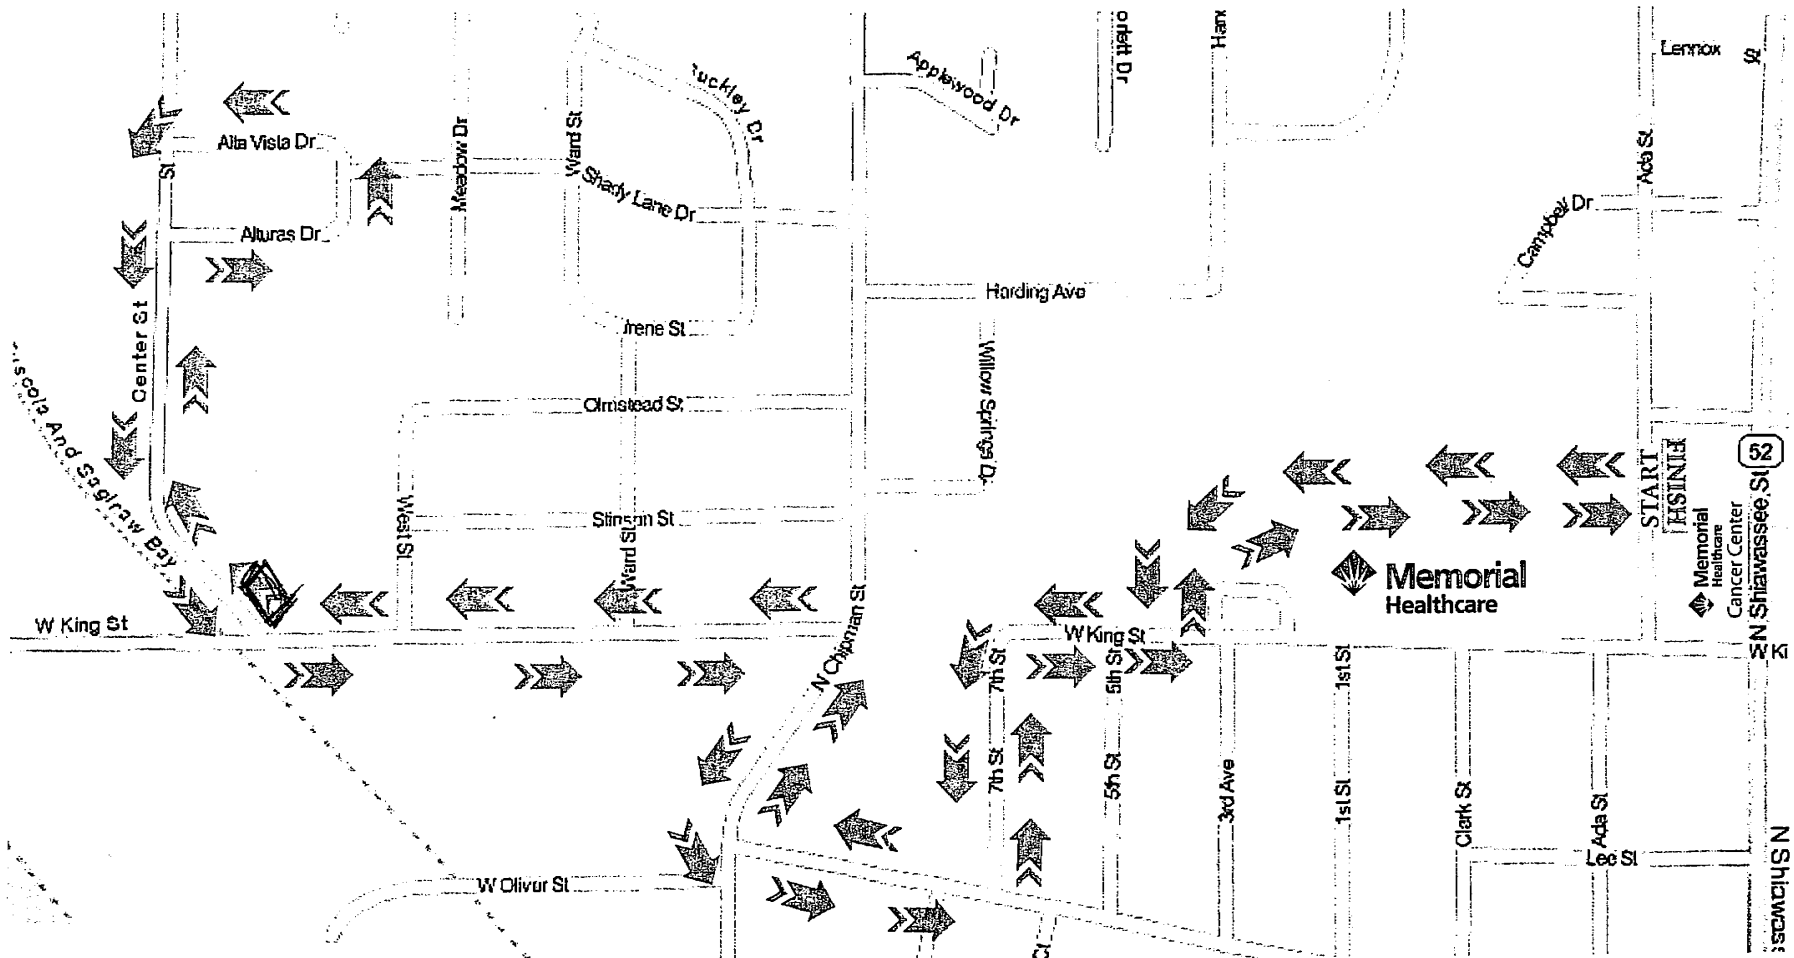 Lennox
St
Applewood Dr
Alta Vista Dr
St
Meadow Dr
Ward St
Shady Lane Dr
Ada St
Campbell Dr
Alturas Dr
Harding Ave
Center St
Irene St
Olmstead St
Willow Springs Dr
52
START
FINISH
West St
Stinson St
Ward St
Memorial
Healthcare
Memorial
Healthcare
Cancer Center
N Shiawassee St
W King St
N Chipman St
W King St
7th St
5th St
1st St
W Ki
7th St
5th St
3rd Ave
1st St
Clark St
Ada St
Lee St
W Oliver St
N Shiawass
Ct